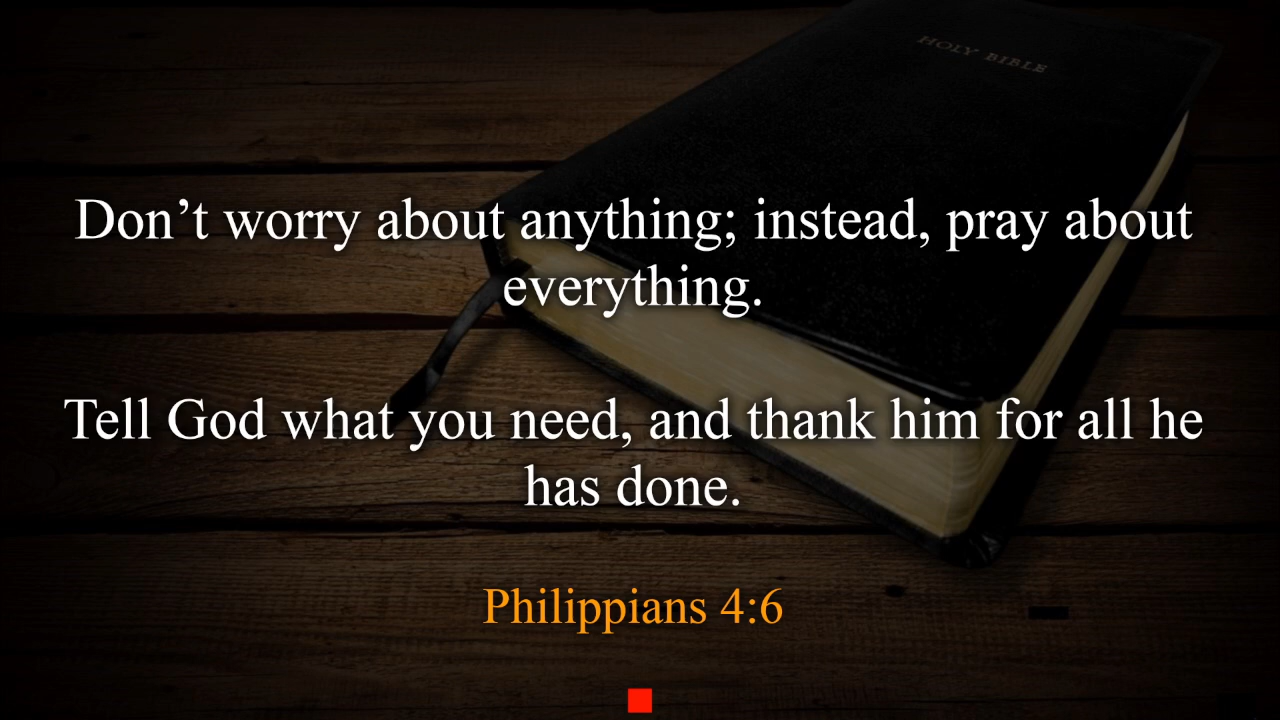 HOLY BIBLE
Don’t worry about anything; instead, pray about
everything.
Tell God what you need, and thank him for all he
has done.
Philippians 4:6